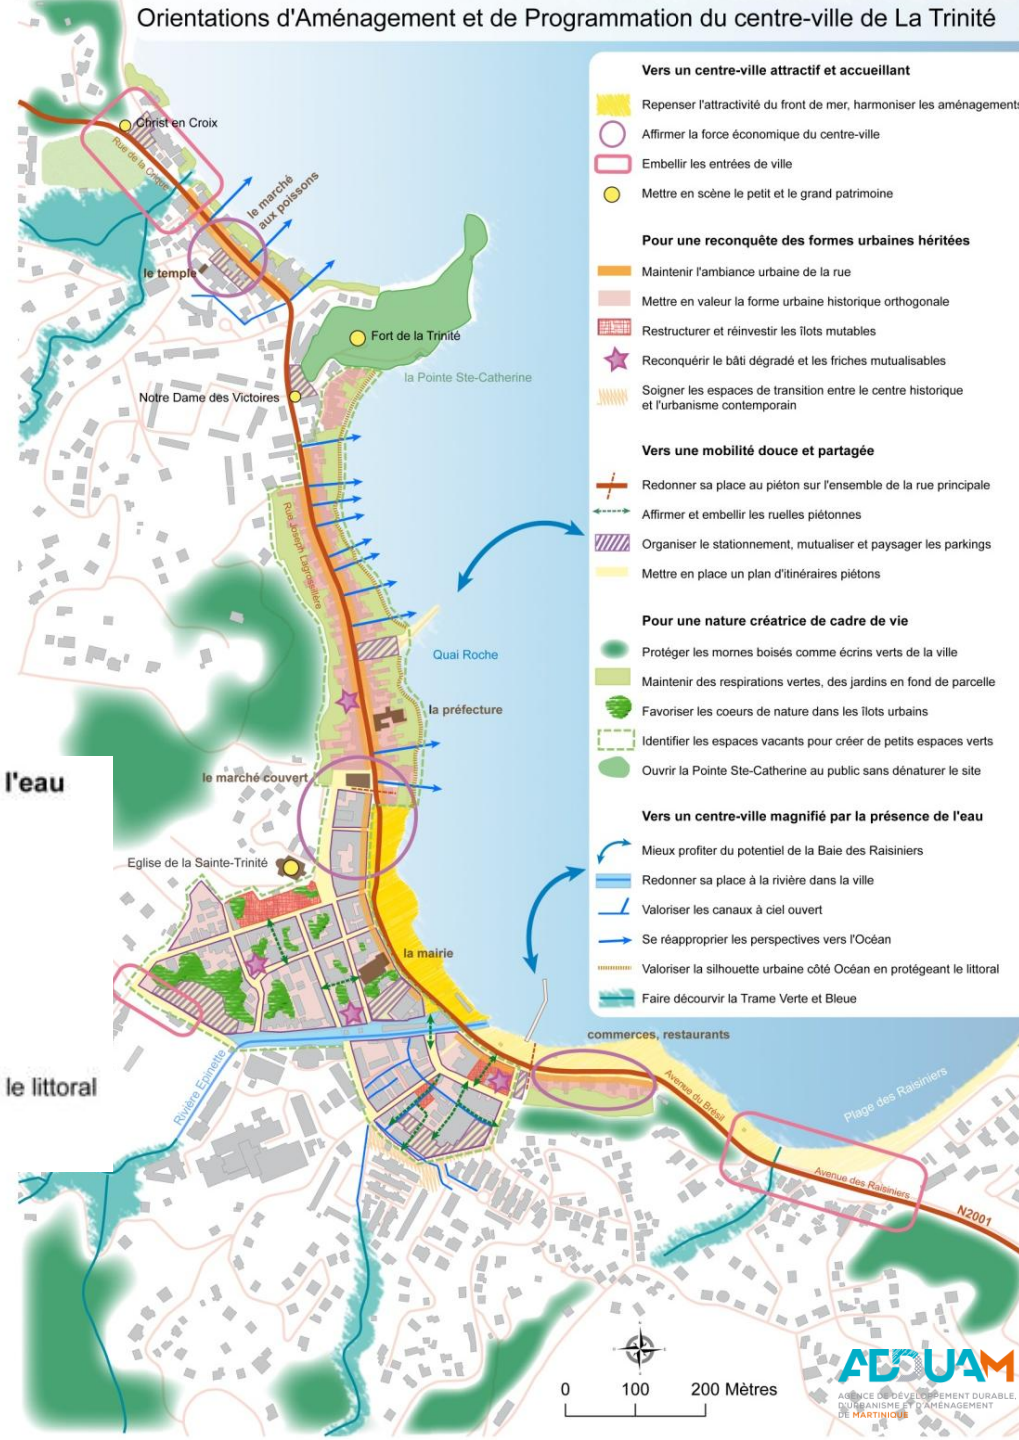 Orientations d'Aménagement et de Programmation du centre-ville de La Trinité
Vers un centre-ville attractif et accueillant
Repenser l'attractivité du front de mer, harmoniser les aménagements
Affirmer la force économique du centre-ville
Embellir les entrées de ville
Mettre en scène le petit et le grand patrimoine
Pour une reconquête des formes urbaines héritées
Maintenir l'ambiance urbaine de la rue
Mettre en valeur la forme urbaine historique orthogonale
Restructurer et réinvestir les îlots mutables
Reconquérir le bâti dégradé et les friches mutualisables
Soigner les espaces de transition entre le centre historique
et l'urbanisme contemporain
Vers une mobilité douce et partagée
Redonner sa place au piéton sur l'ensemble de la rue principale
Affirmer et embellir les ruelles piétonnes
Organiser le stationnement, mutualiser et paysager les parkings
Mettre en place un plan d'itinéraires piétons
Pour une nature créatrice de cadre de vie
Protéger les mornes boisés comme écrins verts de la ville
Maintenir des respirations vertes, des jardins en fond de parcelle
Favoriser les coeurs de nature dans les îlots urbains
Identifier les espaces vacants pour créer de petits espaces verts
Ouvrir la Pointe Ste-Catherine au public sans dénaturer le site
Vers un centre-ville magnifié par la présence de l'eau
Mieux profiter du potentiel de la Baie des Raisiniers
Redonner sa place à la rivière dans la ville
Valoriser les canaux à ciel ouvert
Se réapproprier les perspectives vers l'Océan
Valoriser la silhouette urbaine côté Océan en protégeant le littoral
Faire décourvir la Trame Verte et Bleue
Christ en Croix
Rue de la Crique
le marché
aux poissons
le temple
Fort de la Trinité
la Pointe Ste-Catherine
Notre Dame des Victoires
Rue Joseph Lagrosillière
Quai Roche
la préfecture
l'eau
le marché couvert
Eglise de la Sainte-Trinité
la mairie
commerces, restaurants
le littoral
Rivière Epinette
Avenue du Brésil
Plage des Raisiniers
Avenue des Raisiniers
N2001
0 100 200 Mètres
ADDUAM
AGENCE DE DÉVELOPPEMENT DURABLE,
D'URBANISME ET D'AMÉNAGEMENT
DE MARTINIQUE